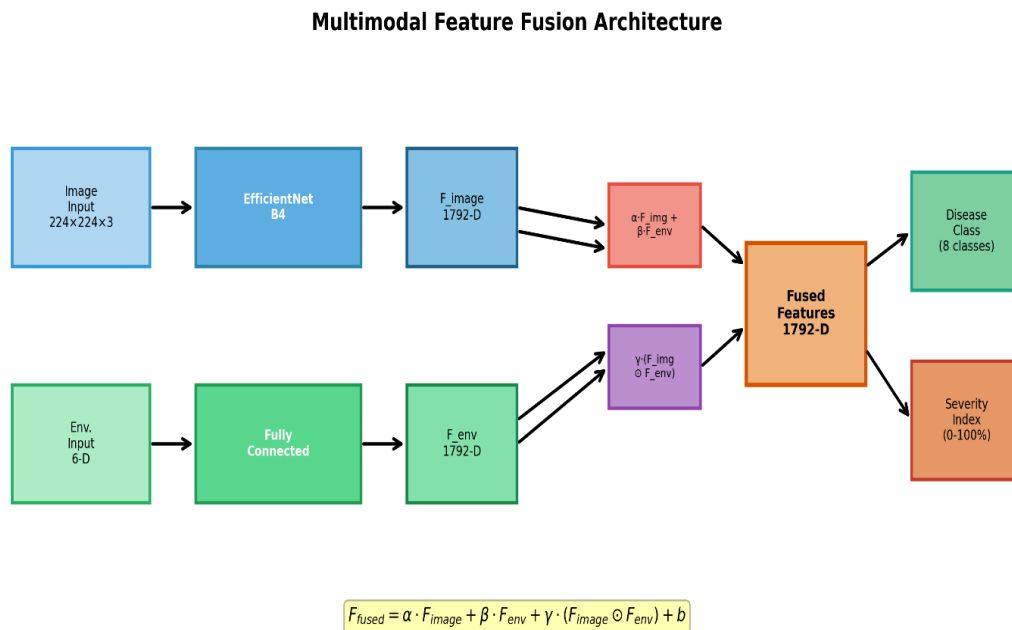 Multimodal Feature Fusion Architecture
Image
Input
224×224×3
EfficientNet
B4
F_image
1792-D
α·F_img +
β·F_env
Disease
Class
(8 classes)
Fused
Features
1792-D
γ·(F_img
⊙ F_env)
Env.
Input
6-D
Fully
Connected
F_env
1792-D
Severity
Index
(0-100%)
F_fused = α · F_image + β · F_env + γ · (F_image ⊙ F_env) + b